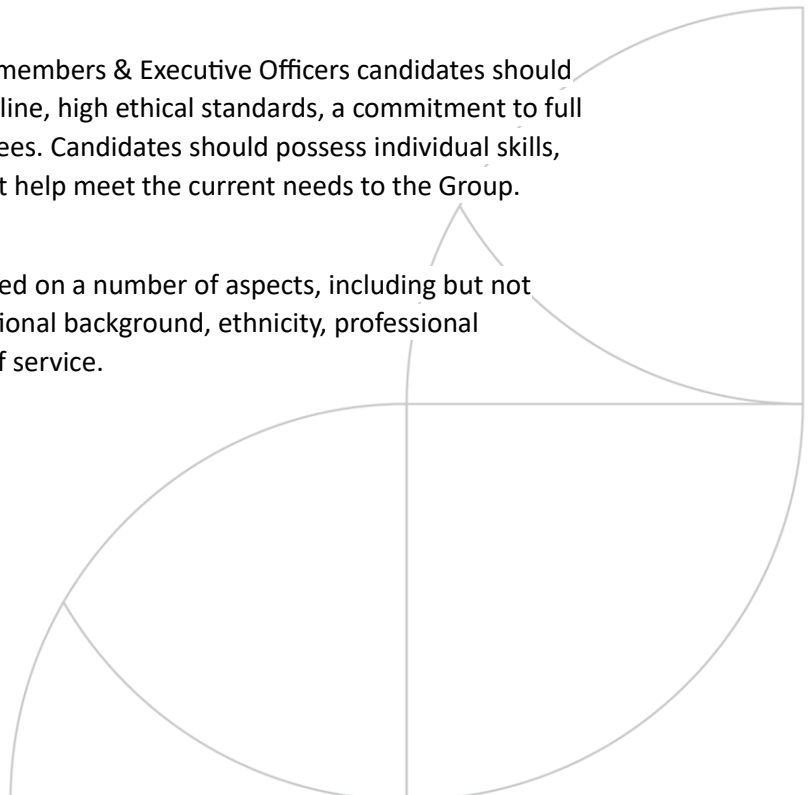 members & Executive Officers candidates should
line, high ethical standards, a commitment to full
ees. Candidates should possess individual skills,
t help meet the current needs to the Group.
ed on a number of aspects, including but not
ional background, ethnicity, professional
f service.